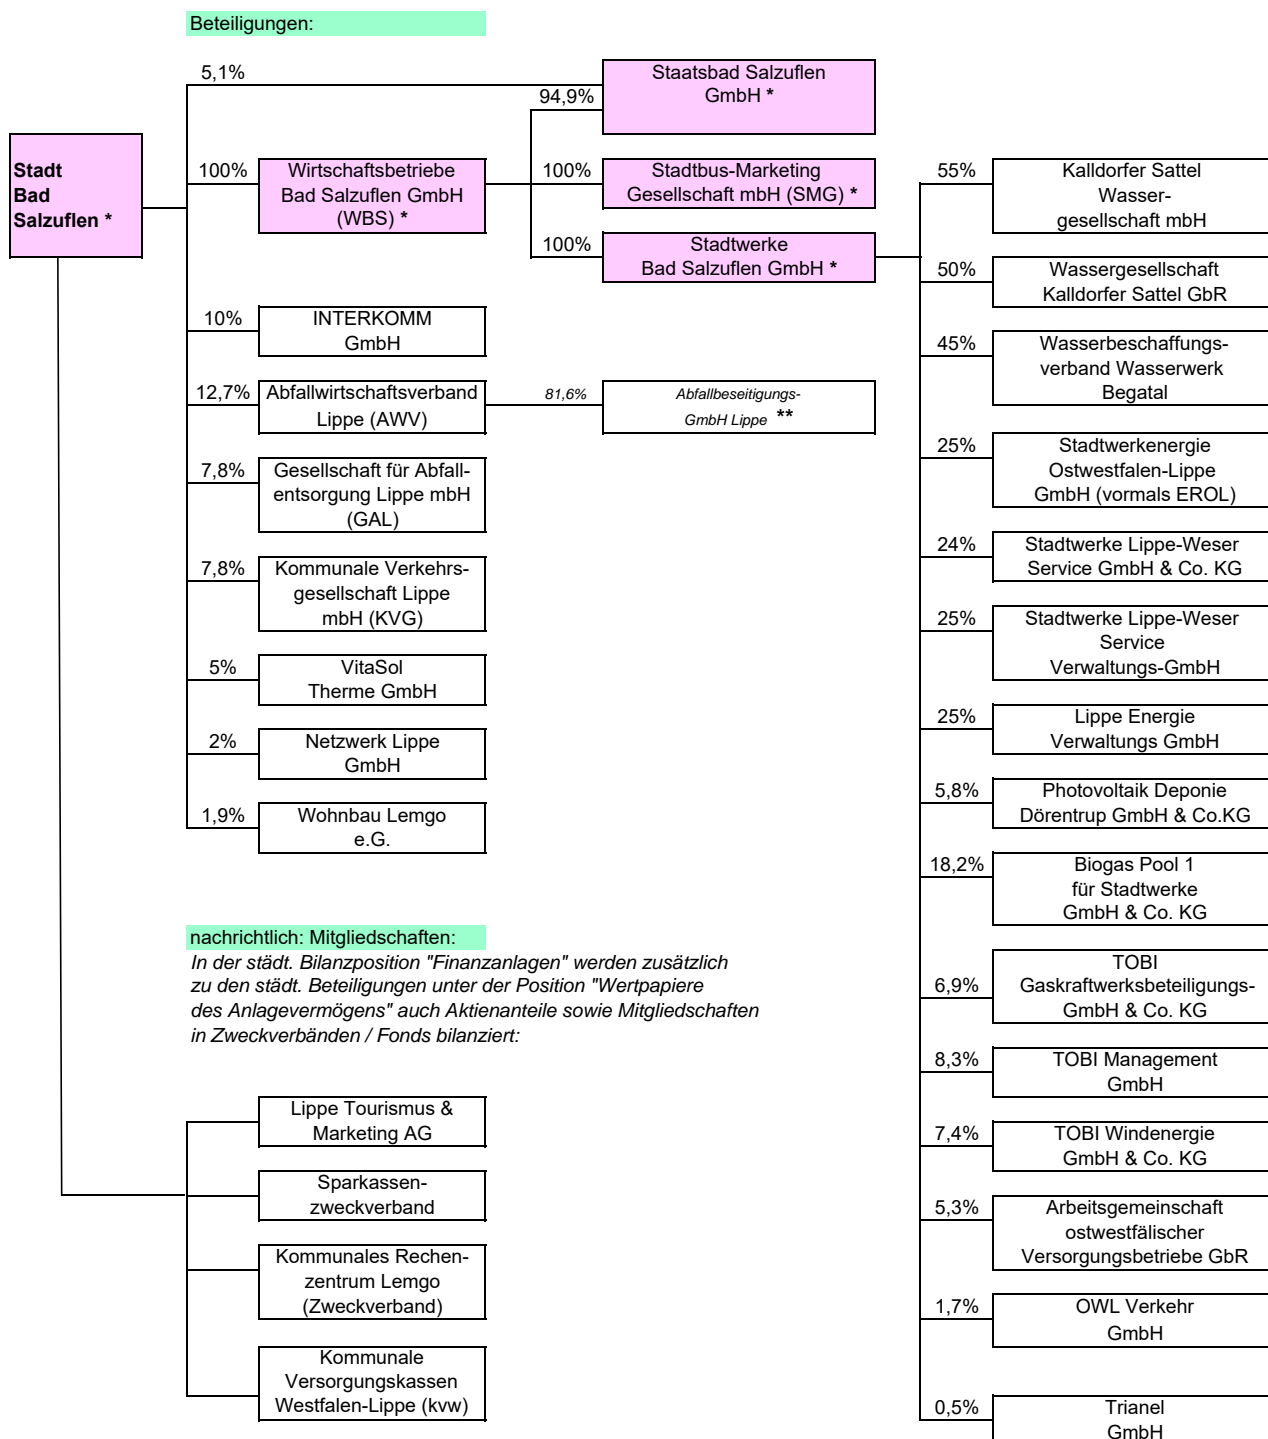 Beteiligungen:
5,1%
Staatsbad Salzuflen
GmbH *
94,9%
Stadt
Bad
Salzuflen *
100%
Wirtschaftsbetriebe
Bad Salzuflen GmbH
(WBS) *
100%
Stadtbus-Marketing
Gesellschaft mbH (SMG) *
100%
Stadtwerke
Bad Salzuflen GmbH *
10%
INTERKOMM
GmbH
12,7%
Abfallwirtschaftsverband
Lippe (AWV)
81,6%
Abfallbeseitigungs-
GmbH Lippe **
7,8%
Gesellschaft für Abfall-
entsorgung Lippe mbH
(GAL)
7,8%
Kommunale Verkehrs-
gesellschaft Lippe
mbH (KVG)
5%
VitaSol
Therme GmbH
2%
Netzwerk Lippe
GmbH
1,9%
Wohnbau Lemgo
e.G.
55%
Kalldorfer Sattel
Wasser-
gesellschaft mbH
50%
Wassergesellschaft
Kalldorfer Sattel GbR
45%
Wasserbeschaffungs-
verband Wasserwerk
Begatal
25%
Stadtwerkenergie
Ostwestfalen-Lippe
GmbH (vormals EROL)
24%
Stadtwerke Lippe-Weser
Service GmbH & Co. KG
25%
Stadtwerke Lippe-Weser
Service
Verwaltungs-GmbH
25%
Lippe Energie
Verwaltungs GmbH
5,8%
Photovoltaik Deponie
Dörentrup GmbH & Co.KG
18,2%
Biogas Pool 1
für Stadtwerke
GmbH & Co. KG
6,9%
TOBI
Gaskraftwerksbeteiligungs-
GmbH & Co. KG
8,3%
TOBI Management
GmbH
7,4%
TOBI Windenergie
GmbH & Co. KG
5,3%
Arbeitsgemeinschaft
ostwestfälischer
Versorgungsbetriebe GbR
1,7%
OWL Verkehr
GmbH
0,5%
Trianel
GmbH
nachrichtlich: Mitgliedschaften:
In der städt. Bilanzposition "Finanzanlagen" werden zusätzlich
zu den städt. Beteiligungen unter der Position "Wertpapiere
des Anlagevermögens" auch Aktienanteile sowie Mitgliedschaften
in Zweckverbänden / Fonds bilanziert:
Lippe Tourismus &
Marketing AG
Sparkassen-
zweckverband
Kommunales Rechen-
zentrum Lemgo
(Zweckverband)
Kommunale
Versorgungskassen
Westfalen-Lippe (kvw)